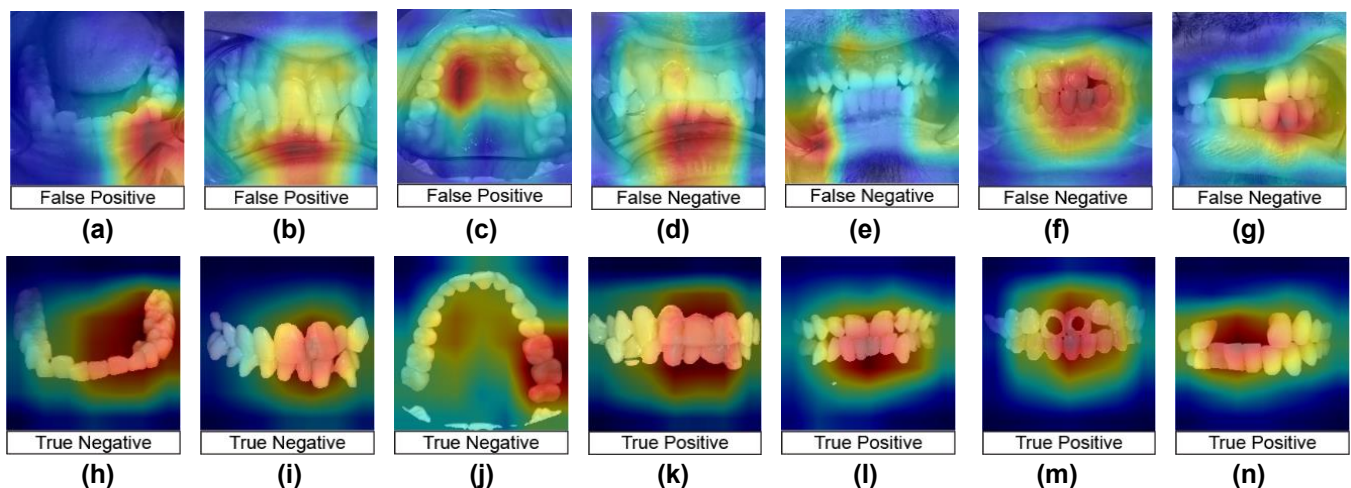 False Positive False Positive False Positive False Negative False Negative False Negative False Negative
(a) (b) (c) (d) (e) (f) (g)
True Negative True Negative True Negative True Positive True Positive True Positive True Positive
(h) (i) (j) (k) (l) (m) (n)